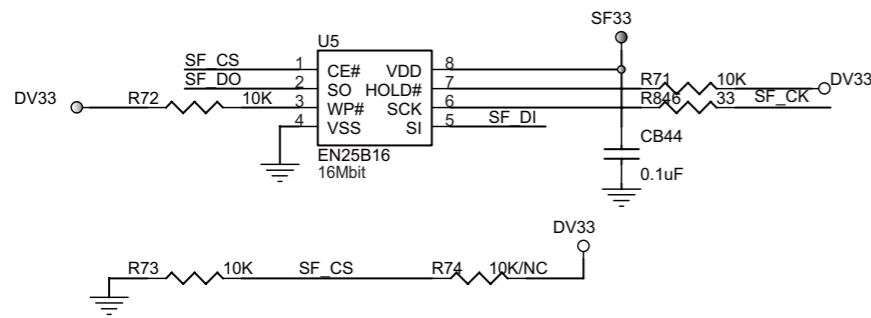 SF33
U5
SF_CS 1 CE# VDD 8
SF_DO 2 SO HOLD# 7 R71 10K DV33
DV33 R72 10K 3 WP# SCK 6 R846 33 SF_CK
4 VSS SI 5 SF_DI
EN25B16
16Mbit
CB44
0.1uF
DV33
R73 10K SF_CS R74 10K/NC